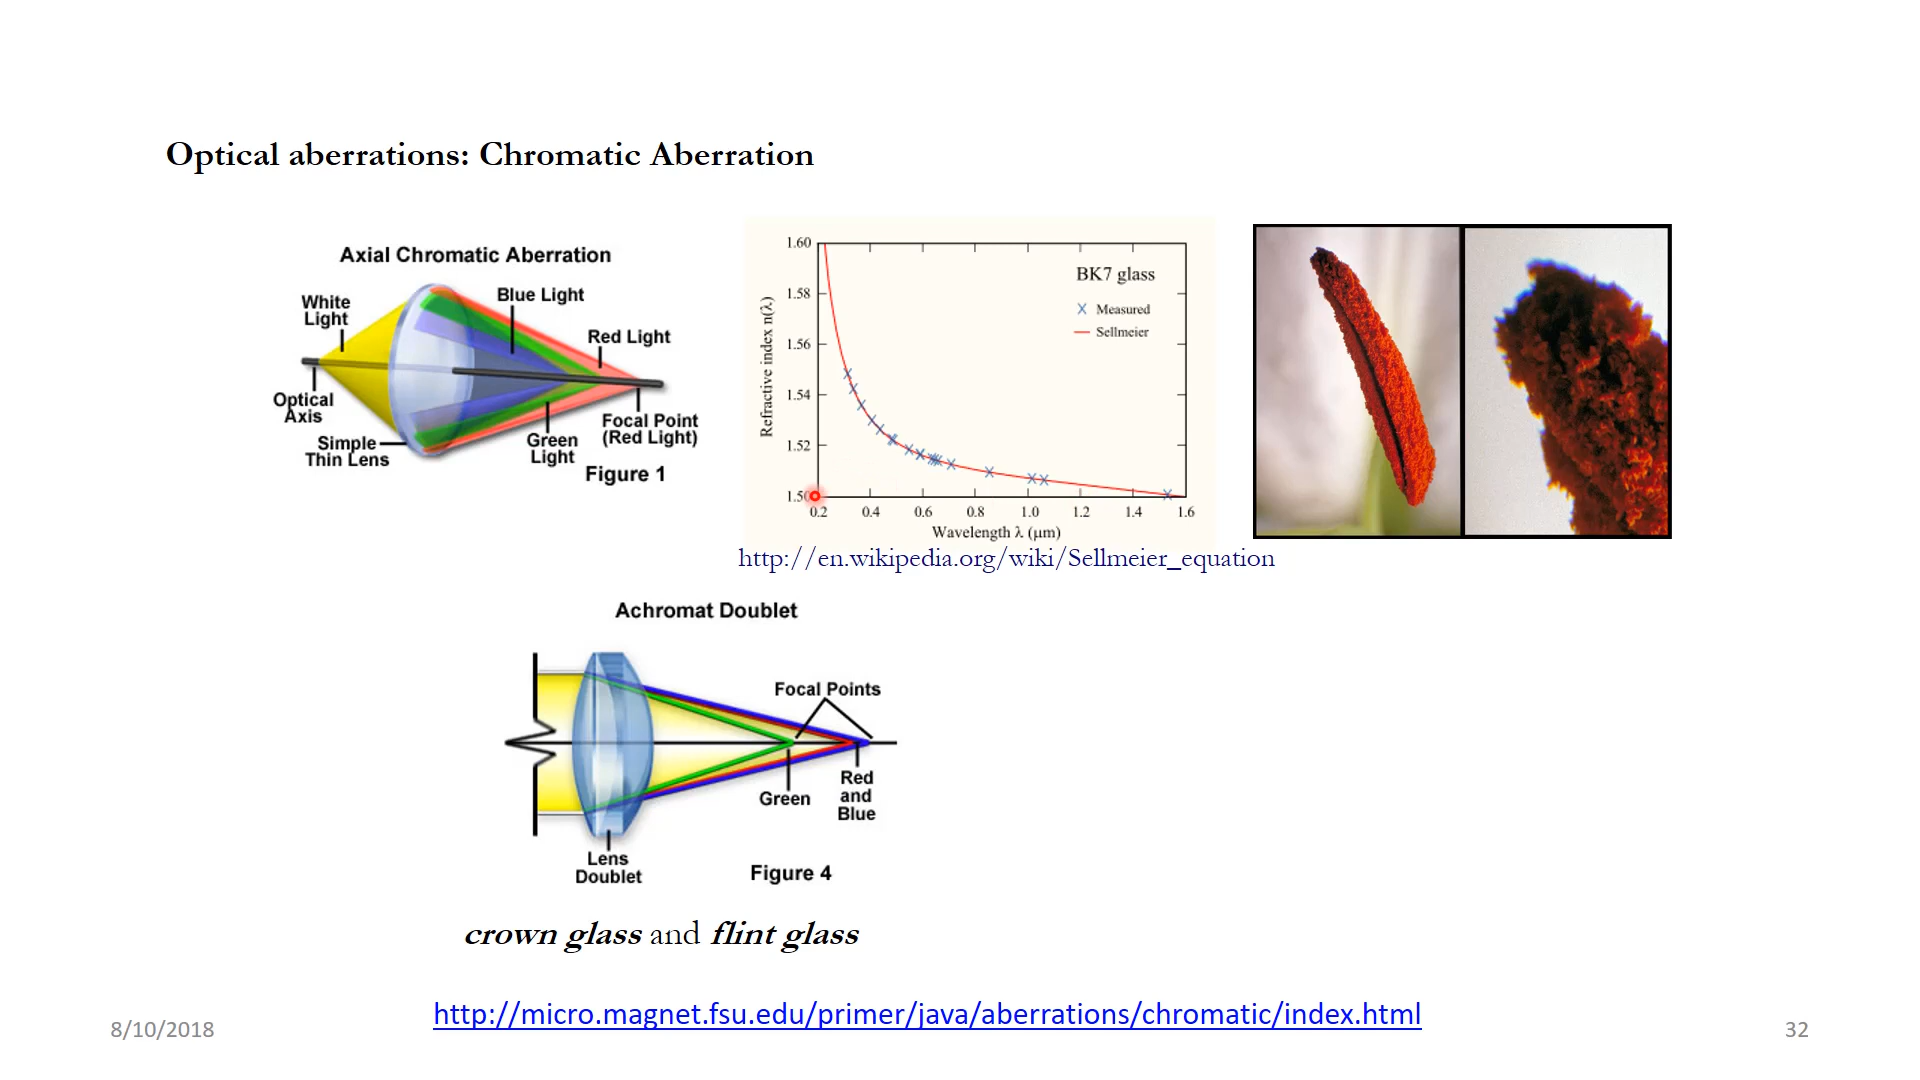 Optical aberrations: Chromatic Aberration
Axial Chromatic Aberration
White
Light
Blue Light
Red Light
Optical
Axis
Simple
Thin Lens
Green
Light
Focal Point
(Red Light)
Figure 1
Refractive index n(λ)
1.60
1.58
1.56
1.54
1.52
1.50
BK7 glass
Measured
Sellmeier
0.2 0.4 0.6 0.8 1.0 1.2 1.4 1.6
Wavelength λ (μm)
http://en.wikipedia.org/wiki/Sellmeier_equation
Achromat Doublet
Focal Points
Green
Red
and
Blue
Lens
Doublet
Figure 4
crown glass and flint glass
http://micro.magnet.fsu.edu/primer/java/aberrations/chromatic/index.html
8/10/2018
32